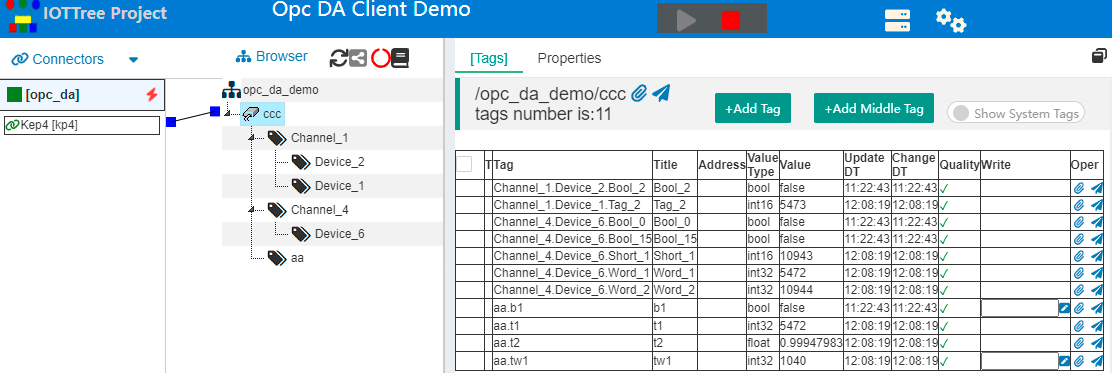 IOTTree Project
Opc DA Client Demo
Connectors
Browser
[Tags] Properties
[opc_da]
Kep4 [kp4]
opc_da_demo
ccc
Channel_1
Device_2
Device_1
Channel_4
Device_6
aa
/opc_da_demo/ccc
tags number is:11
+Add Tag
+Add Middle Tag
Show System Tags
T Tag Title Address Value Type Value Update DT Change DT Quality Write Oper
Channel_1.Device_2.Bool_2 Bool_2 bool false 11:22:43 11:22:43 ✓
Channel_1.Device_1.Tag_2 Tag_2 int16 5473 12:08:19 12:08:19 ✓
Channel_4.Device_6.Bool_0 Bool_0 bool false 11:22:43 11:22:43 ✓
Channel_4.Device_6.Bool_15 Bool_15 bool false 11:22:43 11:22:43 ✓
Channel_4.Device_6.Short_1 Short_1 int16 10943 12:08:19 12:08:19 ✓
Channel_4.Device_6.Word_1 Word_1 int32 5472 12:08:19 12:08:19 ✓
Channel_4.Device_6.Word_2 Word_2 int32 10944 12:08:19 12:08:19 ✓
aa.b1 b1 bool false 11:22:43 11:22:43 ✓
aa.t1 t1 int32 5472 12:08:19 12:08:19 ✓
aa.t2 t2 float 0.99947983 12:08:19 12:08:19 ✓
aa.tw1 tw1 int32 1040 12:08:19 12:08:19 ✓